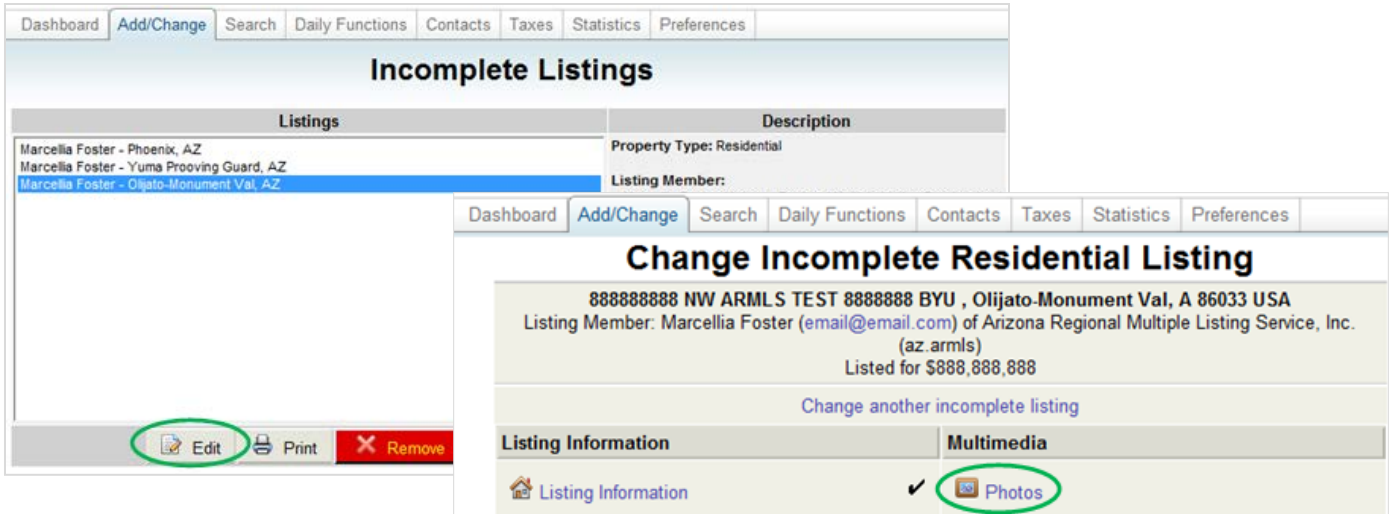 Dashboard Add/Change Search Daily Functions Contacts Taxes Statistics Preferences
Incomplete Listings
Listings Description
Marcellia Foster - Phoenix, AZ
Marcellia Foster - Yuma Prooving Guard, AZ
Marcellia Foster - Olijato-Monument Val, AZ
Property Type: Residential
Listing Member:
Edit Print Remove
Dashboard Add/Change Search Daily Functions Contacts Taxes Statistics Preferences
Change Incomplete Residential Listing
888888888 NW ARMLS TEST 8888888 BYU , Olijato-Monument Val, A 86033 USA
Listing Member: Marcellia Foster (email@email.com) of Arizona Regional Multiple Listing Service, Inc.
(az.armls)
Listed for $888,888,888
Change another incomplete listing
Listing Information Multimedia
Listing Information ✔ Photos